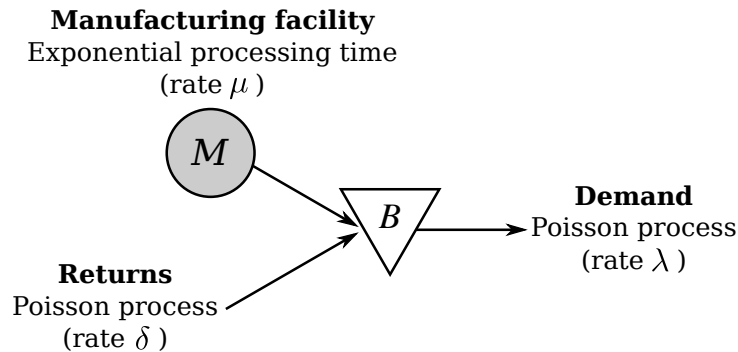 Manufacturing facility
Exponential processing time
(rate μ )
M
B
Demand
Poisson process
(rate λ )
Returns
Poisson process
(rate δ )